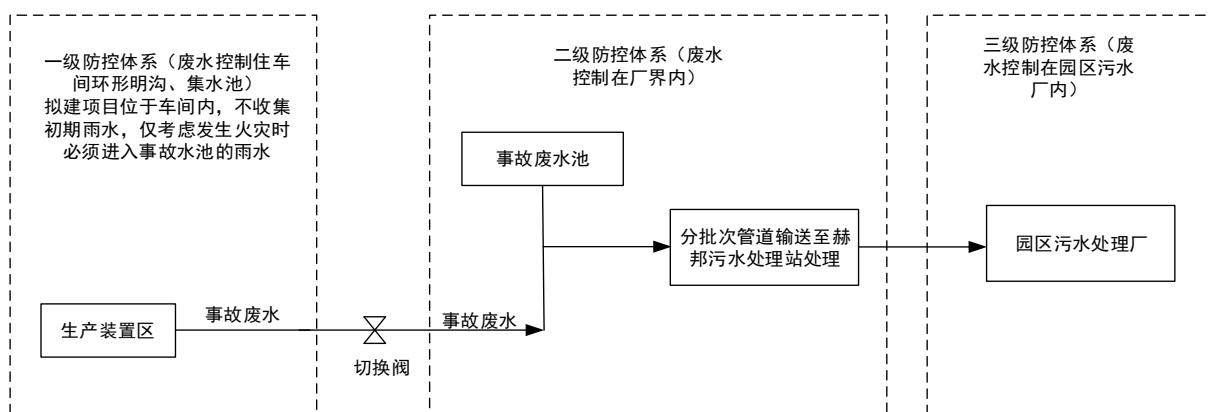 一级防控体系（废水控制住车
间环形明沟、集水池）
拟建项目位于车间内，不收集
初期雨水，仅考虑发生火灾时
必须进入事故水池的雨水
生产装置区
事故废水
切换阀
二级防控体系（废水
控制在厂界内）
事故废水池
事故废水
分批次管道输送至赫
邦污水处理站处理
三级防控体系（废
水控制在园区污水
厂内）
园区污水处理厂